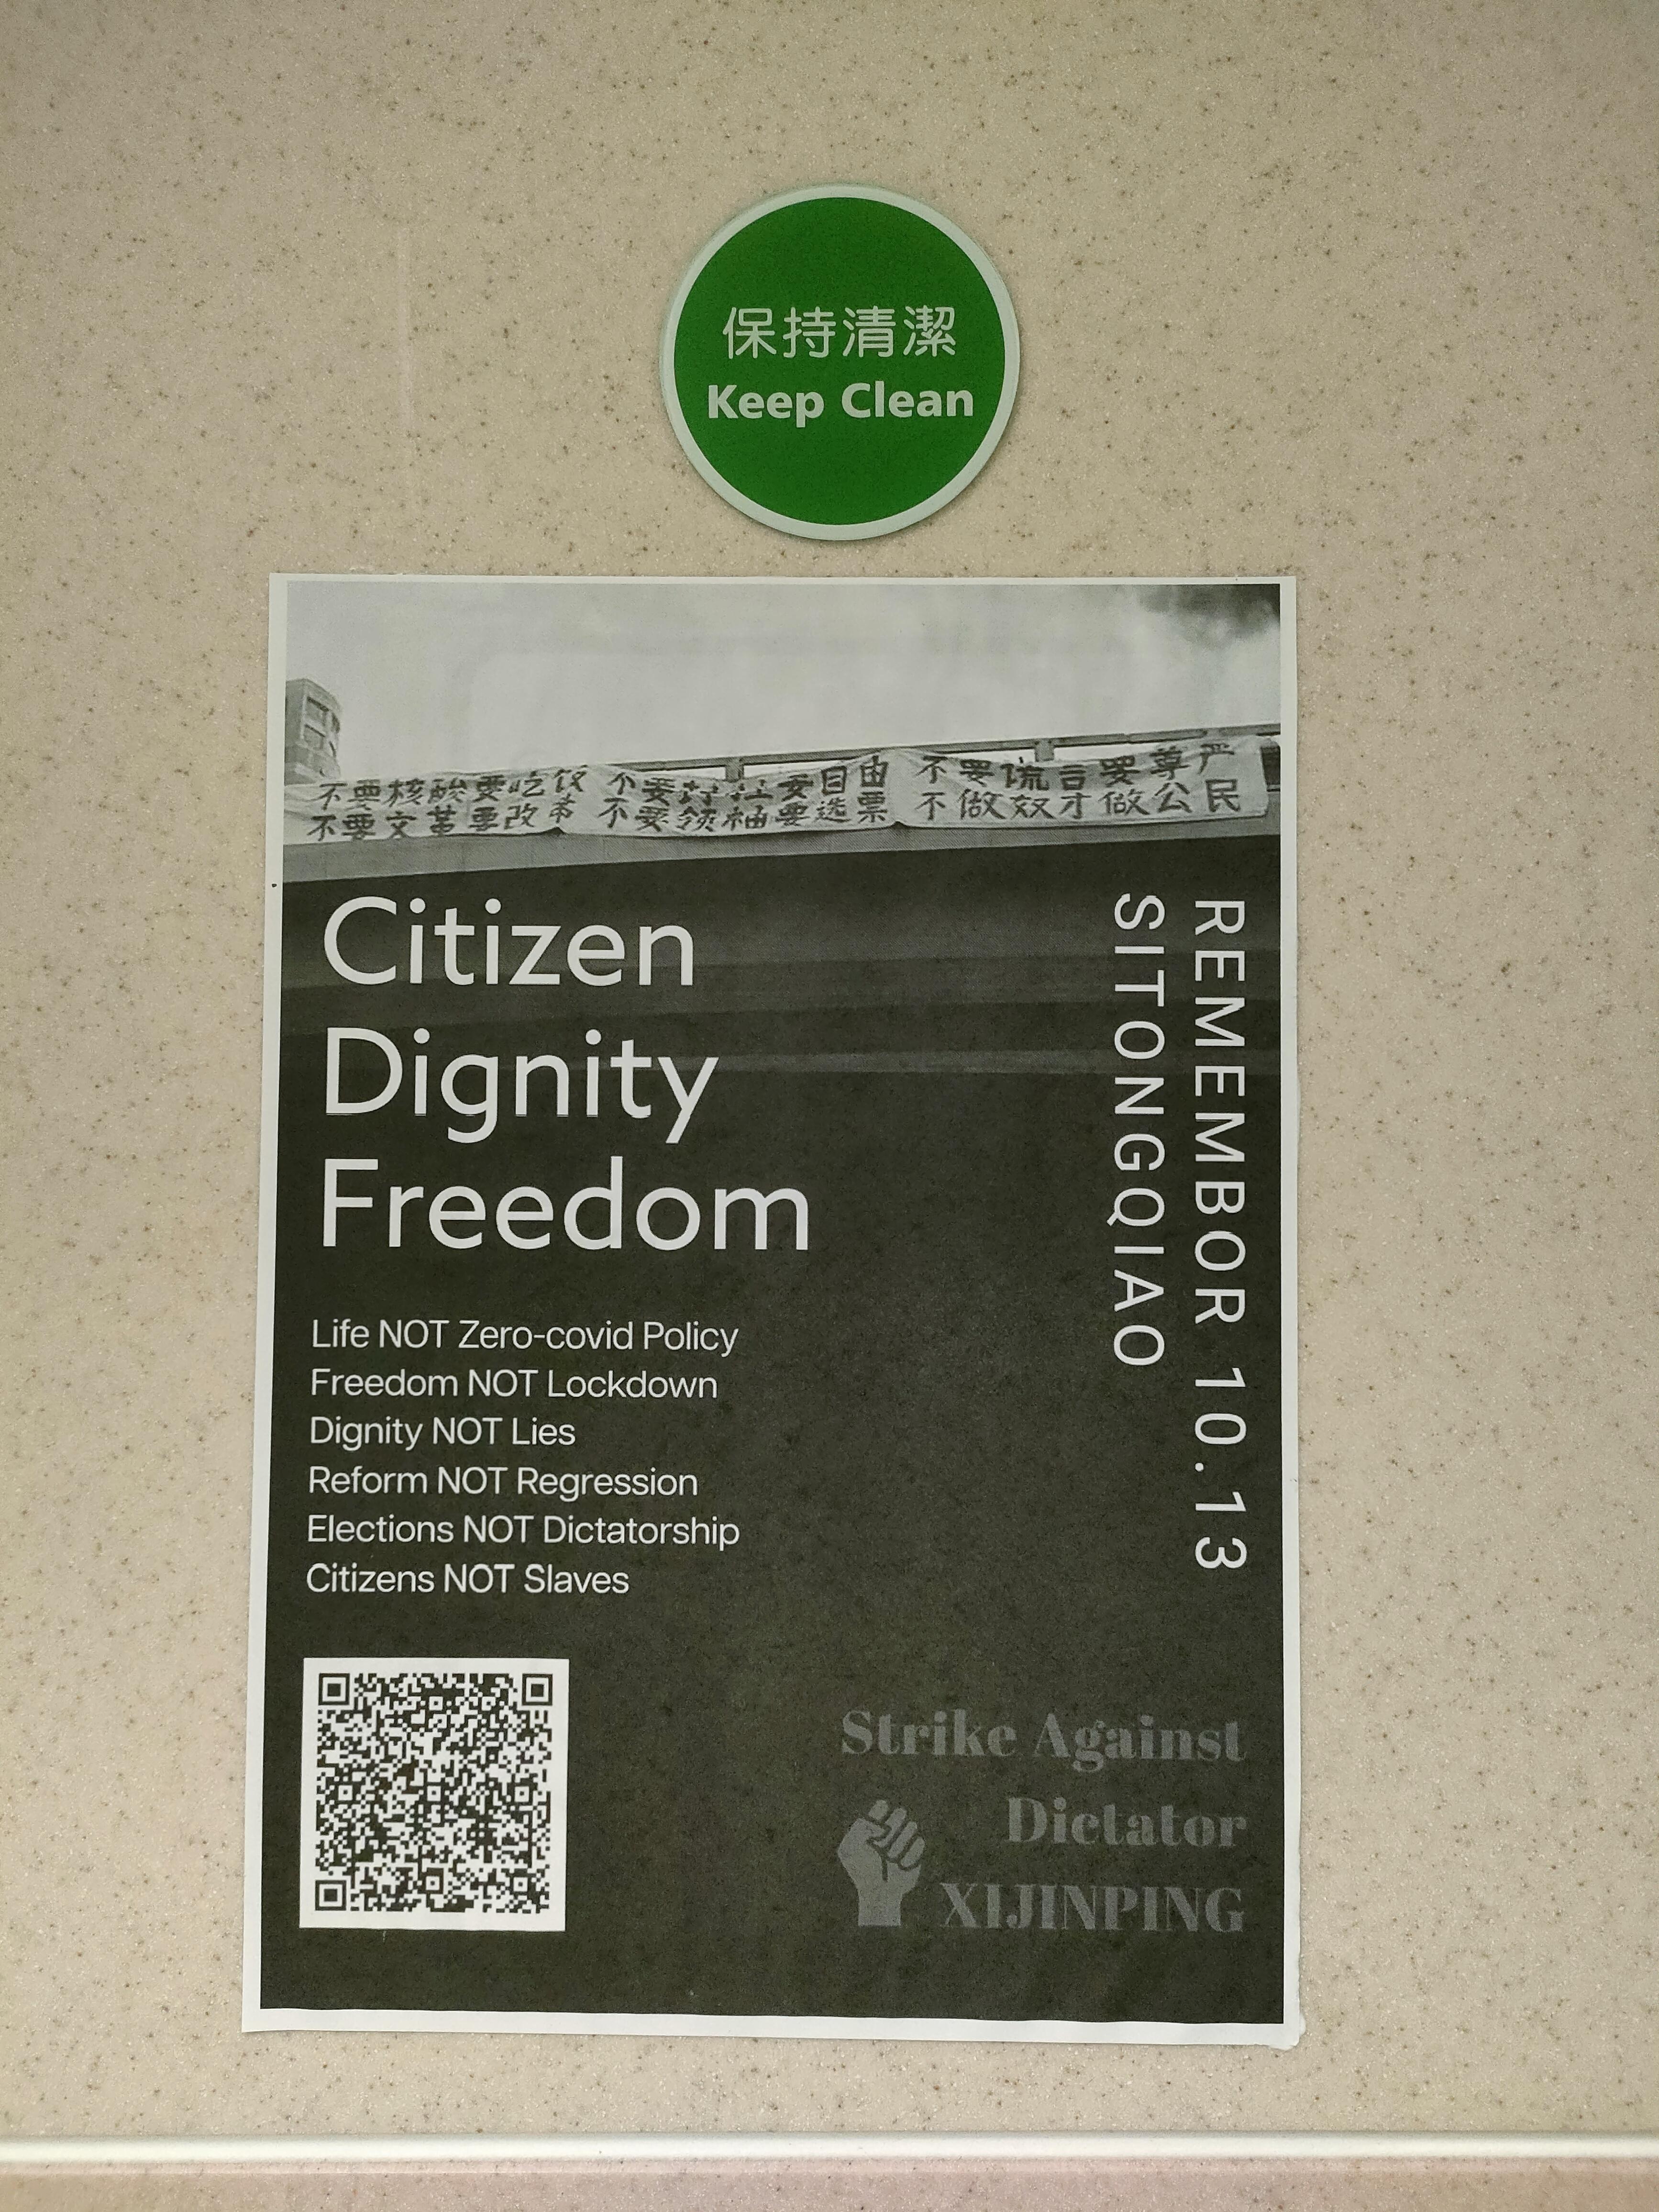 保持清潔
Keep Clean
不要核酸要吃饭 不要封控要自由 不要谎言要尊严
不要文革要改革 不要领袖要选票 不做奴才做公民
Citizen
Dignity
Freedom
REMEMBOR 10.13
SITONGQIAO
Life NOT Zero-covid Policy
Freedom NOT Lockdown
Dignity NOT Lies
Reform NOT Regression
Elections NOT Dictatorship
Citizens NOT Slaves
Strike Against
Dictator
XIJINPING